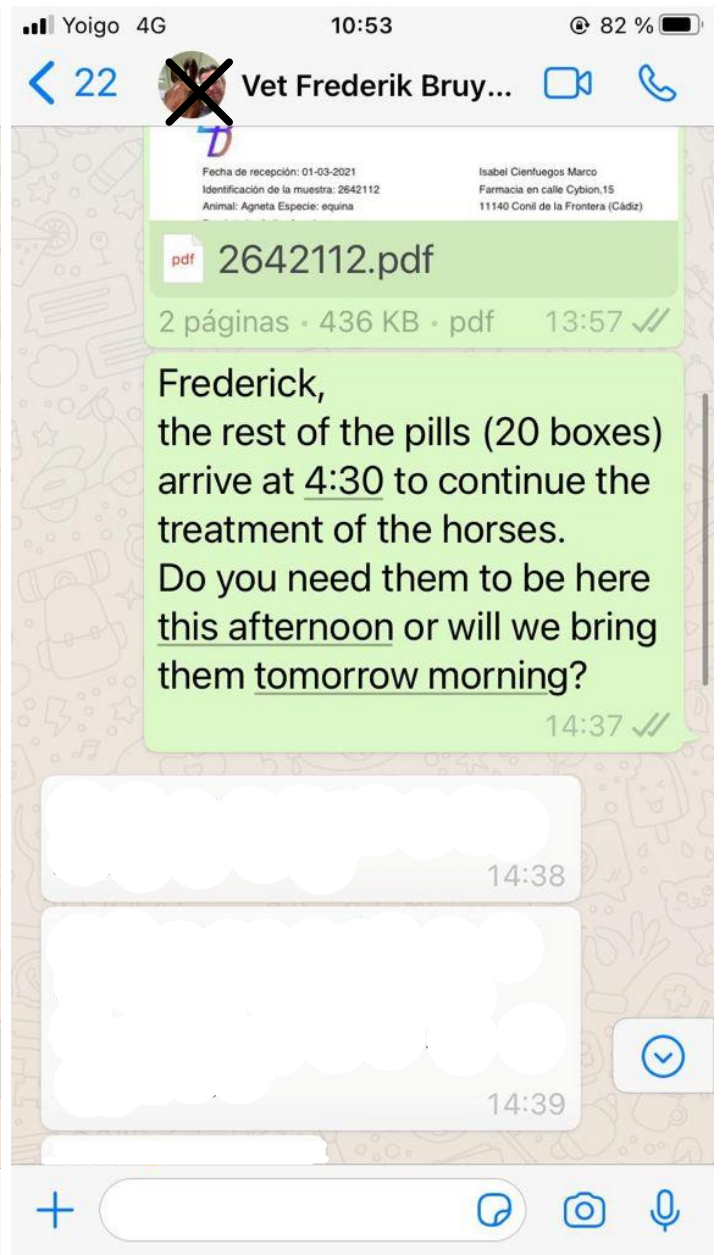 Yoigo 4G 10:53 82 %
22 Vet Frederik Bruy...
Fecha de recepción: 01-03-2021
Identificación de la muestra: 2642112
Animal: Agneta Especie: equina
Isabel Cienfuegos Marco
Farmacia en calle Cybion,15
11140 Conil de la Frontera (Cádiz)
pdf 2642112.pdf
2 páginas · 436 KB · pdf 13:57
Frederick,
the rest of the pills (20 boxes)
arrive at 4:30 to continue the
treatment of the horses.
Do you need them to be here
this afternoon or will we bring
them tomorrow morning?
14:37
14:38
14:39